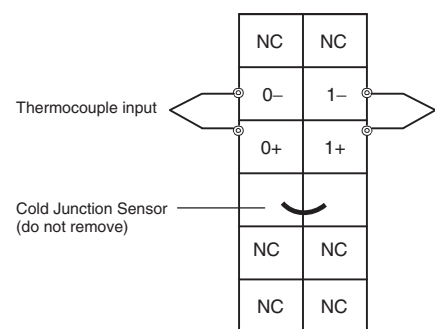 NC NC
Thermocouple input 0– 1–
0+ 1+
Cold Junction Sensor
(do not remove)
NC NC
NC NC